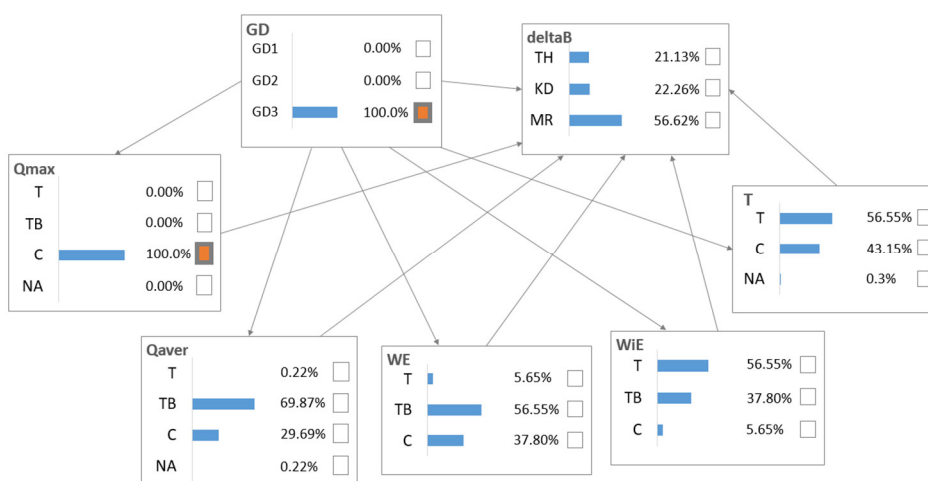 GD
GD1 0.00%
GD2 0.00%
GD3 100.0%
deltaB
TH 21.13%
KD 22.26%
MR 56.62%
Qmax
T 0.00%
TB 0.00%
C 100.0%
NA 0.00%
T
T 56.55%
C 43.15%
NA 0.3%
Qaver
T 0.22%
TB 69.87%
C 29.69%
NA 0.22%
WE
T 5.65%
TB 56.55%
C 37.80%
WiE
T 56.55%
TB 37.80%
C 5.65%